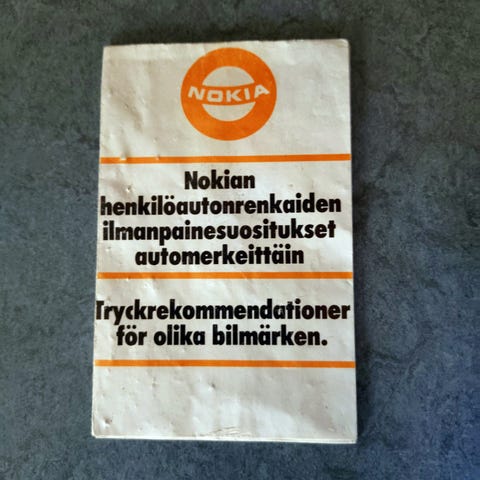 NOKIA
Nokian
henkilöautonrenkaiden
ilmanpainesuositukset
automerkeittäin
Tryckrekommendationer
för olika bilmärken.